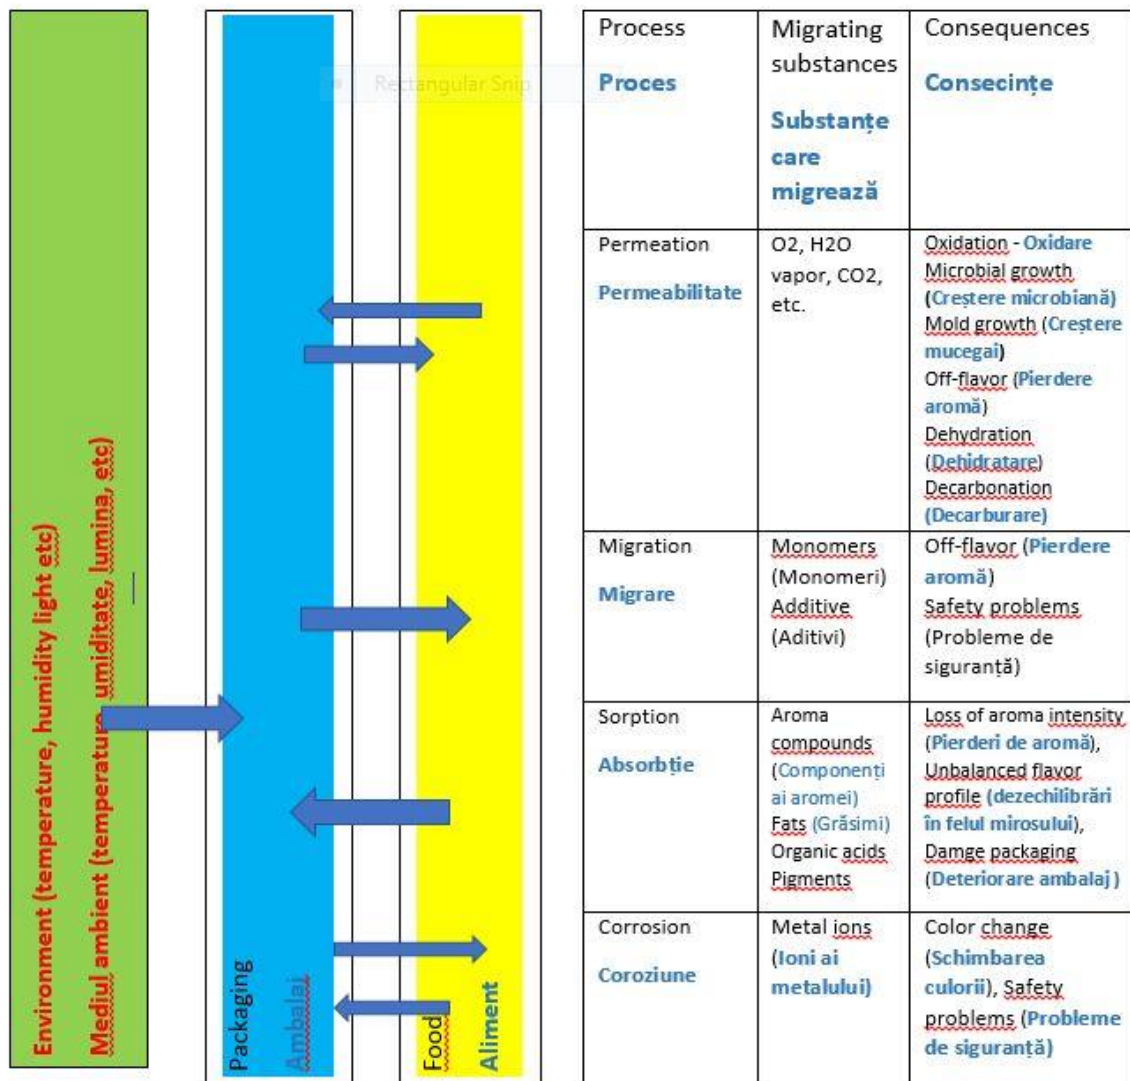 Environment (temperature, humidity light etc)
Mediul ambient (temperature, umiditate, lumina, etc)
Packaging
Ambalaj
Food
Aliment
Rectangular Snip
Process
Proces
Migrating
substances
Substanțe
care
migrează
Consequences
Consecințe
Permeation
Permeabilitate
O2, H2O
vapor, CO2,
etc.
Oxidation - Oxidare
Microbial growth
(Creștere microbiană)
Mold growth (Creștere
mucegai)
Off-flavor (Pierdere
aromă)
Dehydration
(Dehidratare)
Decarbonation
(Decarburare)
Migration
Migrare
Monomers
(Monomeri)
Additive
(Aditivi)
Off-flavor (Pierdere
aromă)
Safety problems
(Probleme de
siguranță)
Sorption
Absorbție
Aroma
compounds
(Componenți
ai aromei)
Fats (Grăsimi)
Organic acids
Pigments
Loss of aroma intensity
(Pierderi de aromă),
Unbalanced flavor
profile (dezechilibrări
în felul mirosului),
Damge packaging
(Deteriorare ambalaj )
Corrosion
Coroziune
Metal ions
(Ioni ai
metalului)
Color change
(Schimbarea
culorii), Safety
problems (Probleme
de siguranță)